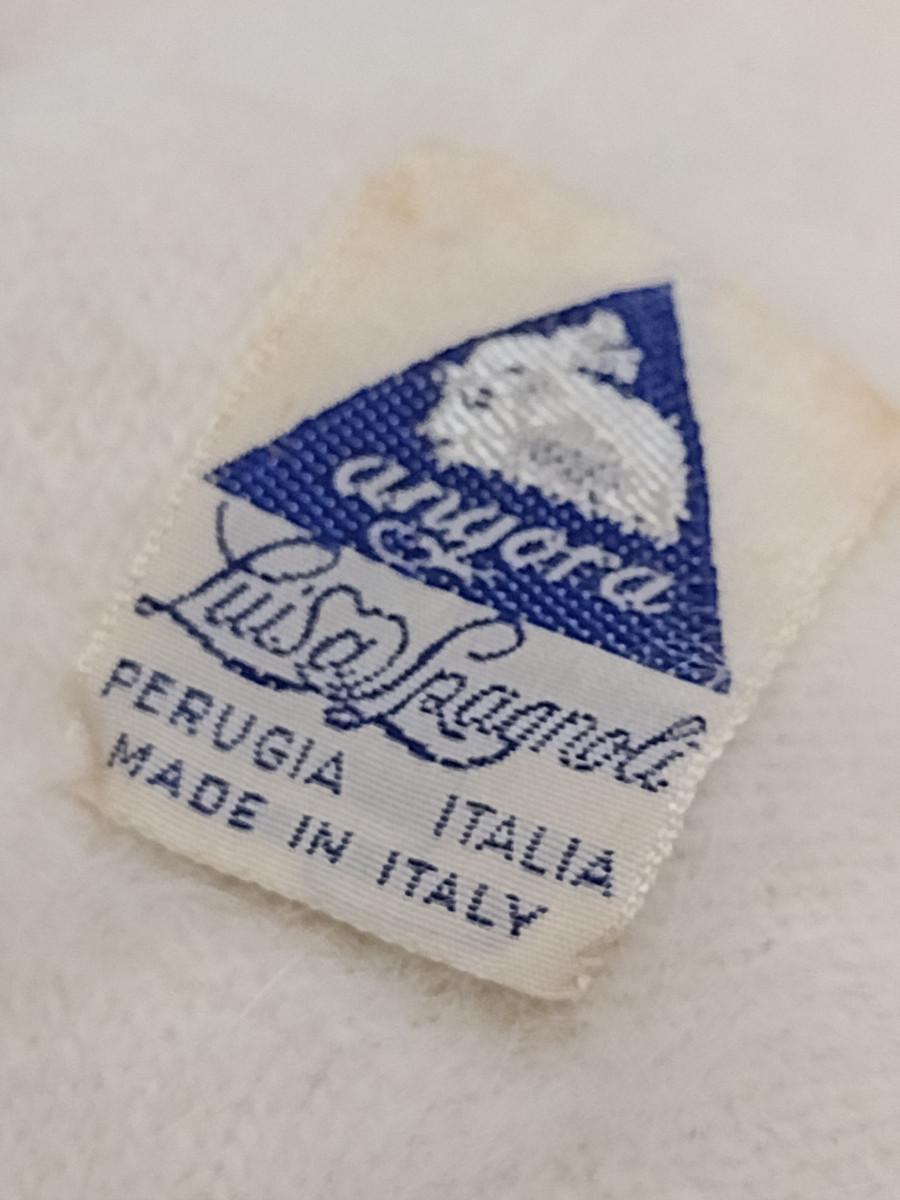 angora
Luisa Spagnoli
PERUGIA ITALIA
MADE IN ITALY